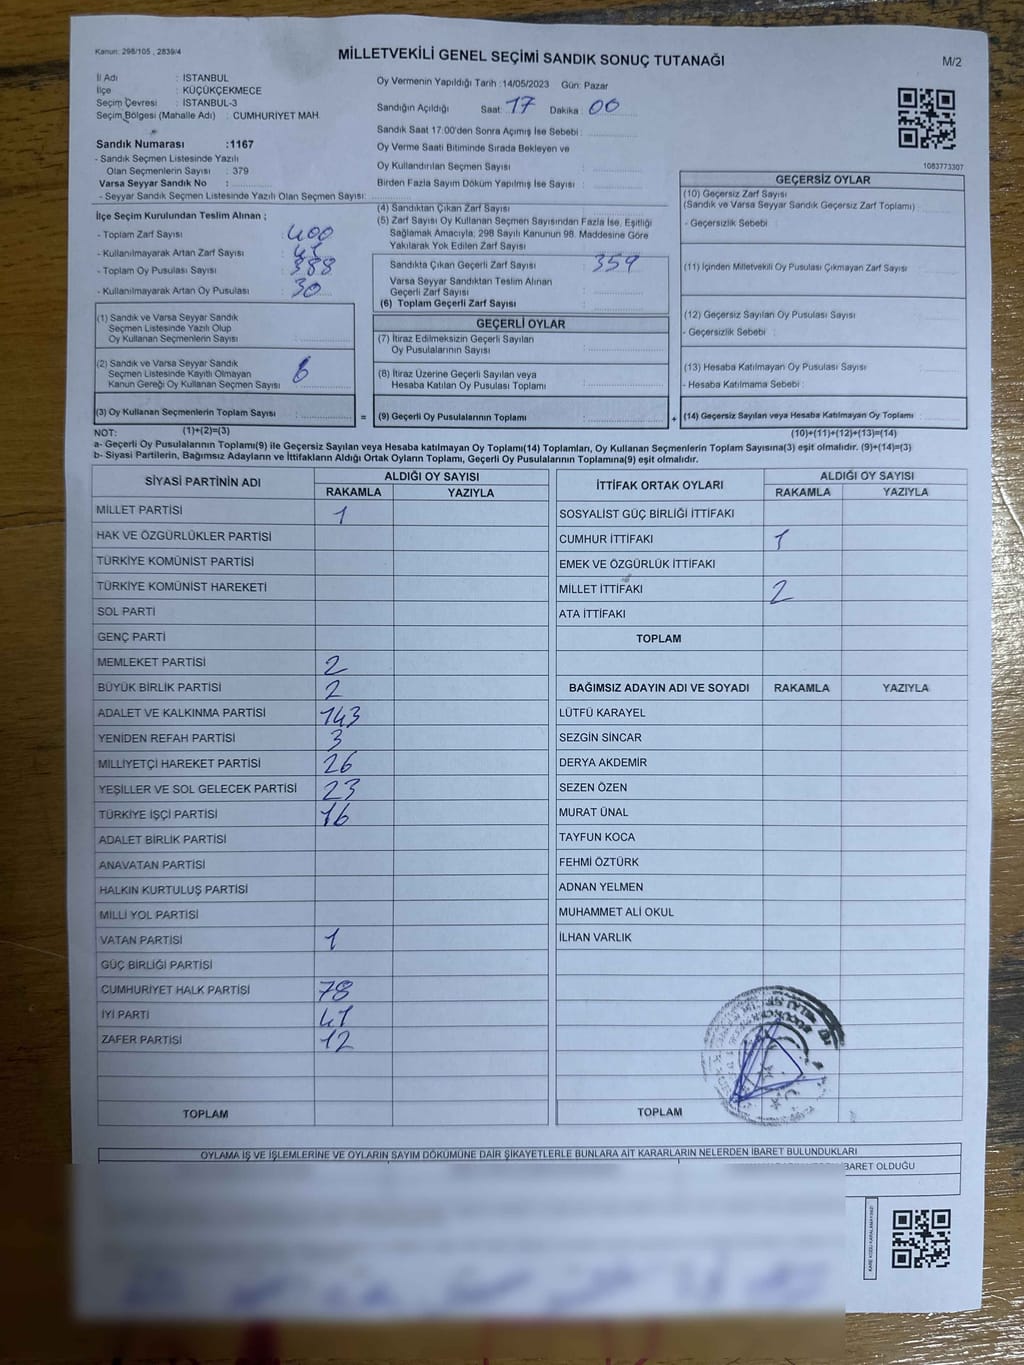 Kanun: 298/105 , 2839/4
MİLLETVEKİLİ GENEL SEÇİMİ SANDIK SONUÇ TUTANAĞI
M/2
İl Adı : İSTANBUL
İlçe : KÜÇÜKÇEKMECE
Seçim Çevresi : İSTANBUL-3
Seçim Bölgesi (Mahalle Adı) : CUMHURİYET MAH.
Sandık Numarası :1167
- Sandık Seçmen Listesinde Yazılı
Olan Seçmenlerin Sayısı : 379
Varsa Seyyar Sandık No :
- Seyyar Sandık Seçmen Listesinde Yazılı Olan Seçmen Sayısı:
Oy Vermenin Yapıldığı Tarih :14/05/2023 Gün: Pazar
Sandığın Açıldığı Saat: 17 Dakika : 00
Sandık Saat 17:00'den Sonra Açımış İse Sebebi :
Oy Verme Saati Bitiminde Sırada Bekleyen ve
Oy Kullandırılan Seçmen Sayısı :
Birden Fazla Sayım Döküm Yapılmış İse Sayısı :
1083773307
İlçe Seçim Kurulundan Teslim Alınan ;
- Toplam Zarf Sayısı : 400
- Kullanılmayarak Artan Zarf Sayısı : 41
- Toplam Oy Pusulası Sayısı : 388
- Kullanılmayarak Artan Oy Pusulası : 30
(4) Sandıktan Çıkan Zarf Sayısı :
(5) Zarf Sayısı Oy Kullanan Seçmen Sayısından Fazla İse, Eşitliği
Sağlamak Amacıyla; 298 Sayılı Kanunun 98. Maddesine Göre
Yakılarak Yok Edilen Zarf Sayısı :
Sandıkta Çıkan Geçerli Zarf Sayısı : 359
Varsa Seyyar Sandıktan Teslim Alınan
Geçerli Zarf Sayısı :
(6) Toplam Geçerli Zarf Sayısı :
GEÇERSİZ OYLAR
(10) Geçersiz Zarf Sayısı
(Sandık ve Varsa Seyyar Sandık Geçersiz Zarf Toplamı) :
- Geçersizlik Sebebi :
(11) İçinden Milletvekili Oy Pusulası Çıkmayan Zarf Sayısı :
(12) Geçersiz Sayılan Oy Pusulası Sayısı :
- Geçersizlik Sebebi :
(13) Hesaba Katılmayan Oy Pusulası Sayısı :
- Hesaba Katılmama Sebebi :
(1) Sandık ve Varsa Seyyar Sandık
Seçmen Listesinde Yazılı Olup
Oy Kullanan Seçmenlerin Sayısı :
(2) Sandık ve Varsa Seyyar Sandık
Seçmen Listesinde Kayıtlı Olmayan
Kanun Gereği Oy Kullanan Seçmen Sayısı : 6
GEÇERLİ OYLAR
(7) İtiraz Edilmeksizin Geçerli Sayılan
Oy Pusulalarının Sayısı :
(8) İtiraz Üzerine Geçerli Sayılan veya
Hesaba Katılan Oy Pusulası Toplamı :
(3) Oy Kullanan Seçmenlerin Toplam Sayısı : = (9) Geçerli Oy Pusulalarının Toplamı : + (14) Geçersiz Sayılan veya Hesaba Katılmayan Oy Toplamı :
NOT: (1)+(2)=(3) (10)+(11)+(12)+(13)=(14)
a- Geçerli Oy Pusulalarının Toplamı(9) ile Geçersiz Sayılan veya Hesaba katılmayan Oy Toplamı(14) Toplamları, Oy Kullanan Seçmenlerin Toplam Sayısına(3) eşit olmalıdır. (9)+(14)=(3)
b- Siyasi Partilerin, Bağımsız Adayların ve İttifakların Aldığı Ortak Oyların Toplamı, Geçerli Oy Pusulalarının Toplamına(9) eşit olmalıdır.
SİYASİ PARTİNİN ADI ALDIĞI OY SAYISI
RAKAMLA YAZIYLA
MİLLET PARTİSİ 1
HAK VE ÖZGÜRLÜKLER PARTİSİ
TÜRKİYE KOMÜNİST PARTİSİ
TÜRKİYE KOMÜNİST HAREKETİ
SOL PARTİ
GENÇ PARTİ
MEMLEKET PARTİSİ 2
BÜYÜK BİRLİK PARTİSİ 2
ADALET VE KALKINMA PARTİSİ 143
YENİDEN REFAH PARTİSİ 3
MİLLİYETÇİ HAREKET PARTİSİ 26
YEŞİLLER VE SOL GELECEK PARTİSİ 23
TÜRKİYE İŞÇİ PARTİSİ 16
ADALET BİRLİK PARTİSİ
ANAVATAN PARTİSİ
HALKIN KURTULUŞ PARTİSİ
MİLLİ YOL PARTİSİ
VATAN PARTİSİ 1
GÜÇ BİRLİĞİ PARTİSİ
CUMHURİYET HALK PARTİSİ 78
İYİ PARTİ 41
ZAFER PARTİSİ 12
TOPLAM
İTTİFAK ORTAK OYLARI ALDIĞI OY SAYISI
RAKAMLA YAZIYLA
SOSYALİST GÜÇ BİRLİĞİ İTTİFAKI
CUMHUR İTTİFAKI 1
EMEK VE ÖZGÜRLÜK İTTİFAKI
MİLLET İTTİFAKI 2
ATA İTTİFAKI
TOPLAM
BAĞIMSIZ ADAYIN ADI VE SOYADI RAKAMLA YAZIYLA
LÜTFÜ KARAYEL
SEZGİN SİNCAR
DERYA AKDEMİR
SEZEN ÖZEN
MURAT ÜNAL
TAYFUN KOCA
FEHMİ ÖZTÜRK
ADNAN YELMEN
MUHAMMET ALİ OKUL
İLHAN VARLIK
TOPLAM
OYLAMA İŞ VE İŞLEMLERİNE VE OYLARIN SAYIM DÖKÜMÜNE DAİR ŞİKAYETLERLE BUNLARA AİT KARARLARIN NELERDEN İBARET BULUNDUKLARI
İBARET OLDUĞU